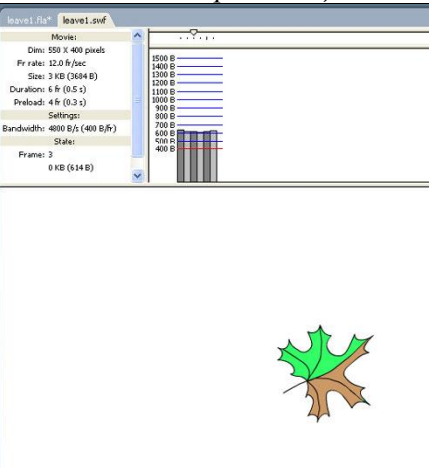 leave1.fla* leave1.swf
Movie:
Dim: 550 X 400 pixels
Fr rate: 12.0 fr/sec
Size: 3 KB (3684 B)
Duration: 6 fr (0.5 s)
Preload: 4 fr (0.3 s)
Settings:
Bandwidth: 4800 B/s (400 B/fr)
State:
Frame: 3
0 KB (614 B)
1500 B
1400 B
1300 B
1200 B
1100 B
1000 B
900 B
800 B
700 B
600 B
500 B
400 B